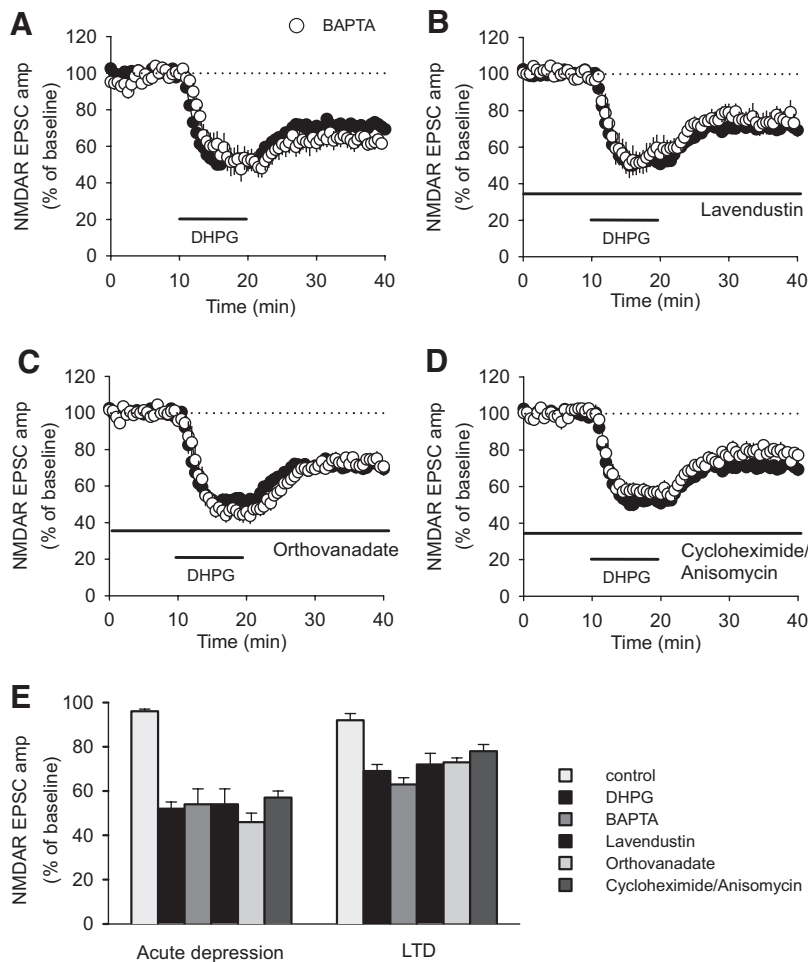 A
BAPTA
NMDAR EPSC amp
(% of baseline)
120
100
80
60
40
20
0
DHPG
0
10
20
30
40
Time (min)
B
NMDAR EPSC amp
(% of baseline)
120
100
80
60
40
20
0
Lavendustin
DHPG
0
10
20
30
40
Time (min)
C
NMDAR EPSC amp
(% of baseline)
120
100
80
60
40
20
0
Orthovanadate
DHPG
0
10
20
30
40
Time (min)
D
NMDAR EPSC amp
(% of baseline)
120
100
80
60
40
20
0
Cycloheximide/
Anisomycin
DHPG
0
10
20
30
40
Time (min)
E
NMDAR EPSC amp
(% of baseline)
100
80
60
40
20
0
Acute depression
LTD
control
DHPG
BAPTA
Lavendustin
Orthovanadate
Cycloheximide/Anisomycin